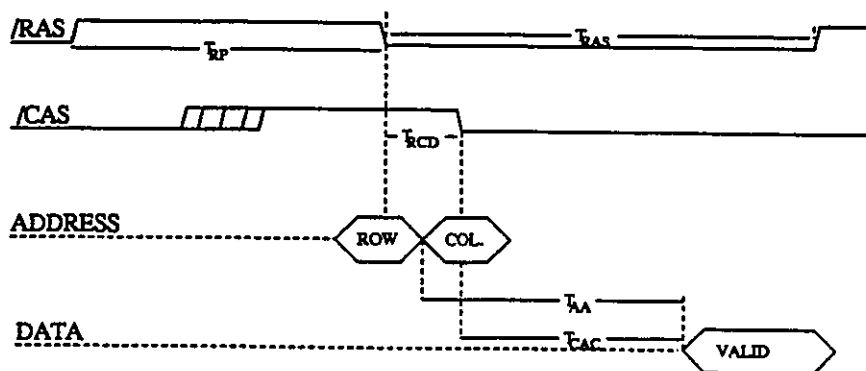 /RAS
TRP
TRAS
/CAS
TRCD
ADDRESS
ROW
COL.
TAA
DATA
TCAC
VALID